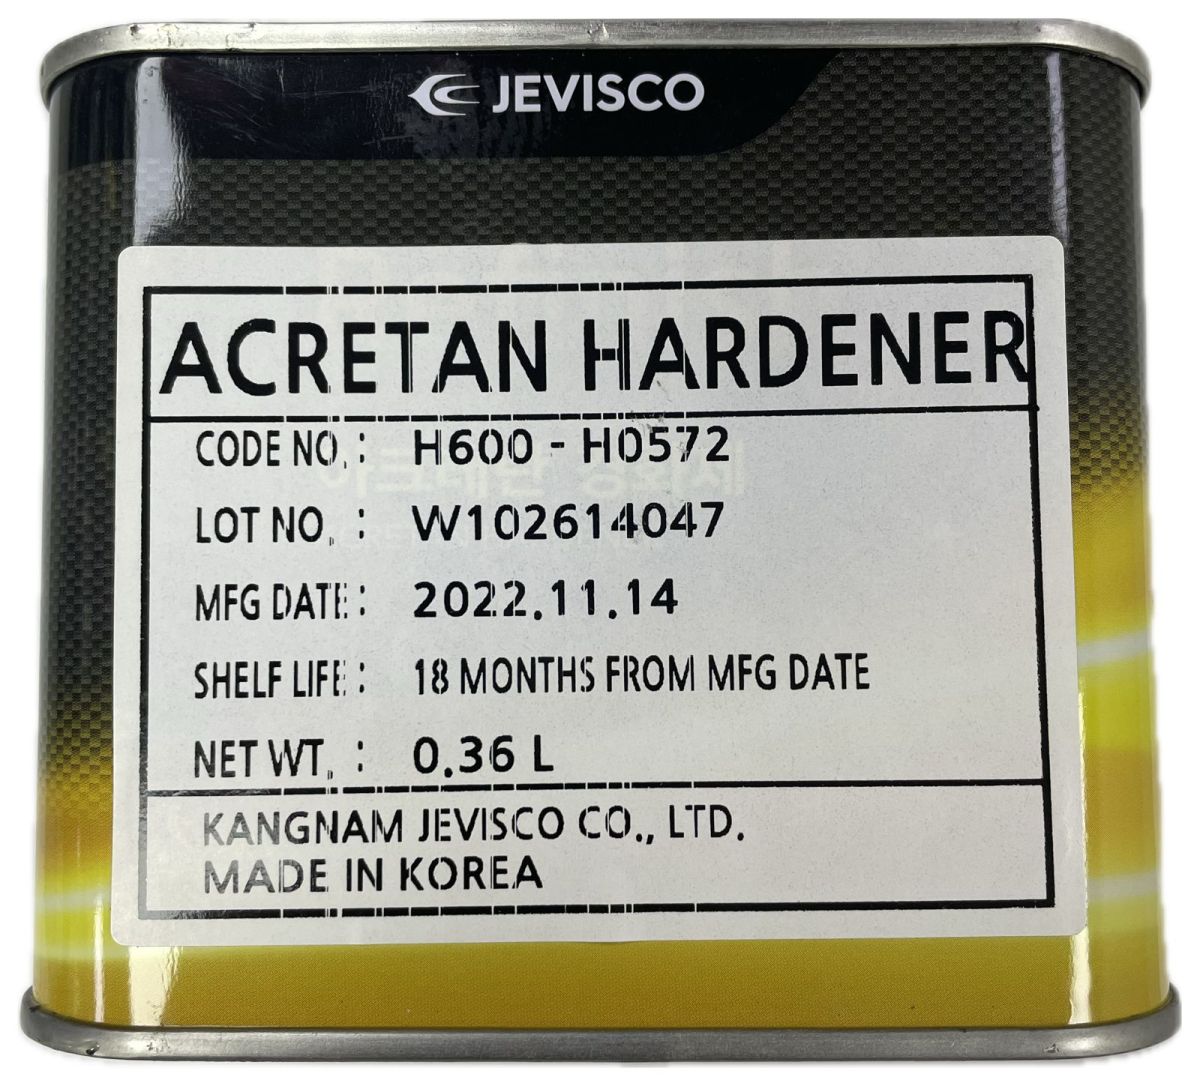 JEVISCO
ACRETAN HARDENER
CODE NO. : H600 - H0572
LOT NO. : W102614047
MFG DATE : 2022.11.14
SHELF LIFE : 18 MONTHS FROM MFG DATE
NET WT. : 0.36 L
KANGNAM JEVISCO CO., LTD.
MADE IN KOREA